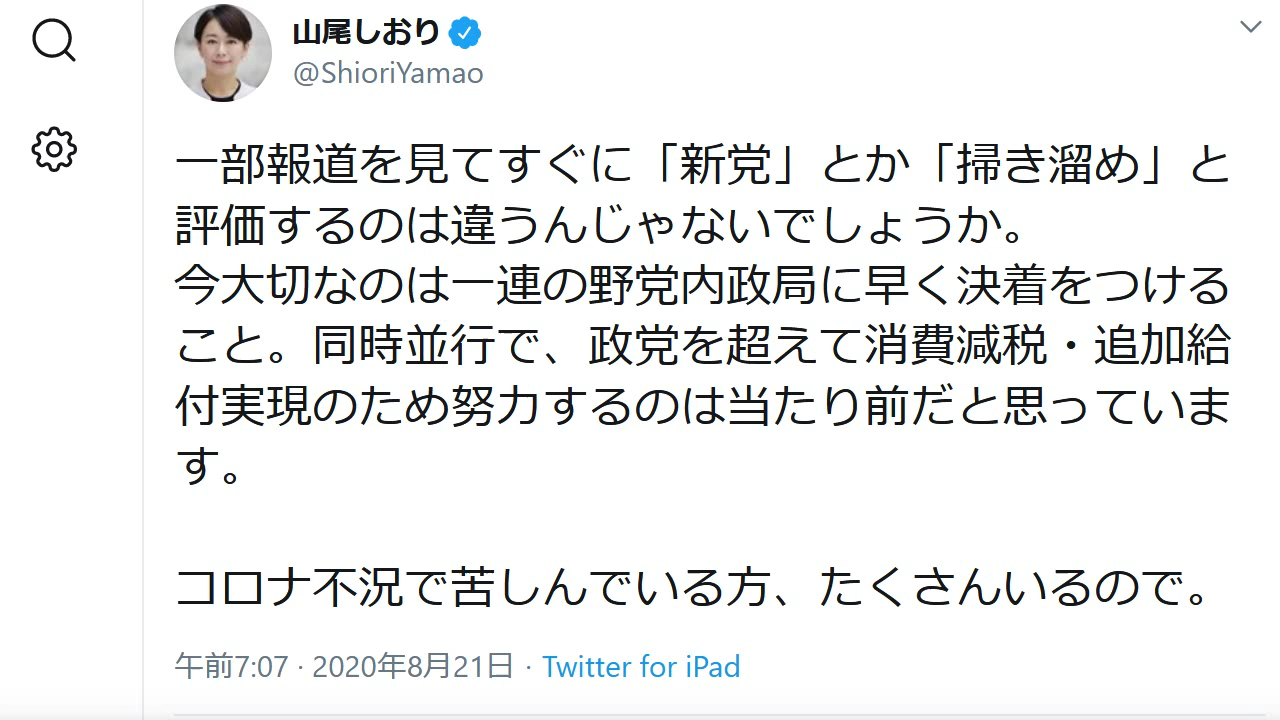 山尾しおり
@ShioriYamao
一部報道を見てすぐに「新党」とか「掃き溜め」と
評価するのは違うんじゃないでしょうか。
今大切なのは一連の野党内政局に早く決着をつける
こと。同時並行で、政党を超えて消費減税・追加給
付実現のため努力するのは当たり前だと思っていま
す。
コロナ不況で苦しんでいる方、たくさんいるので。
午前7:07 · 2020年8月21日 · Twitter for iPad